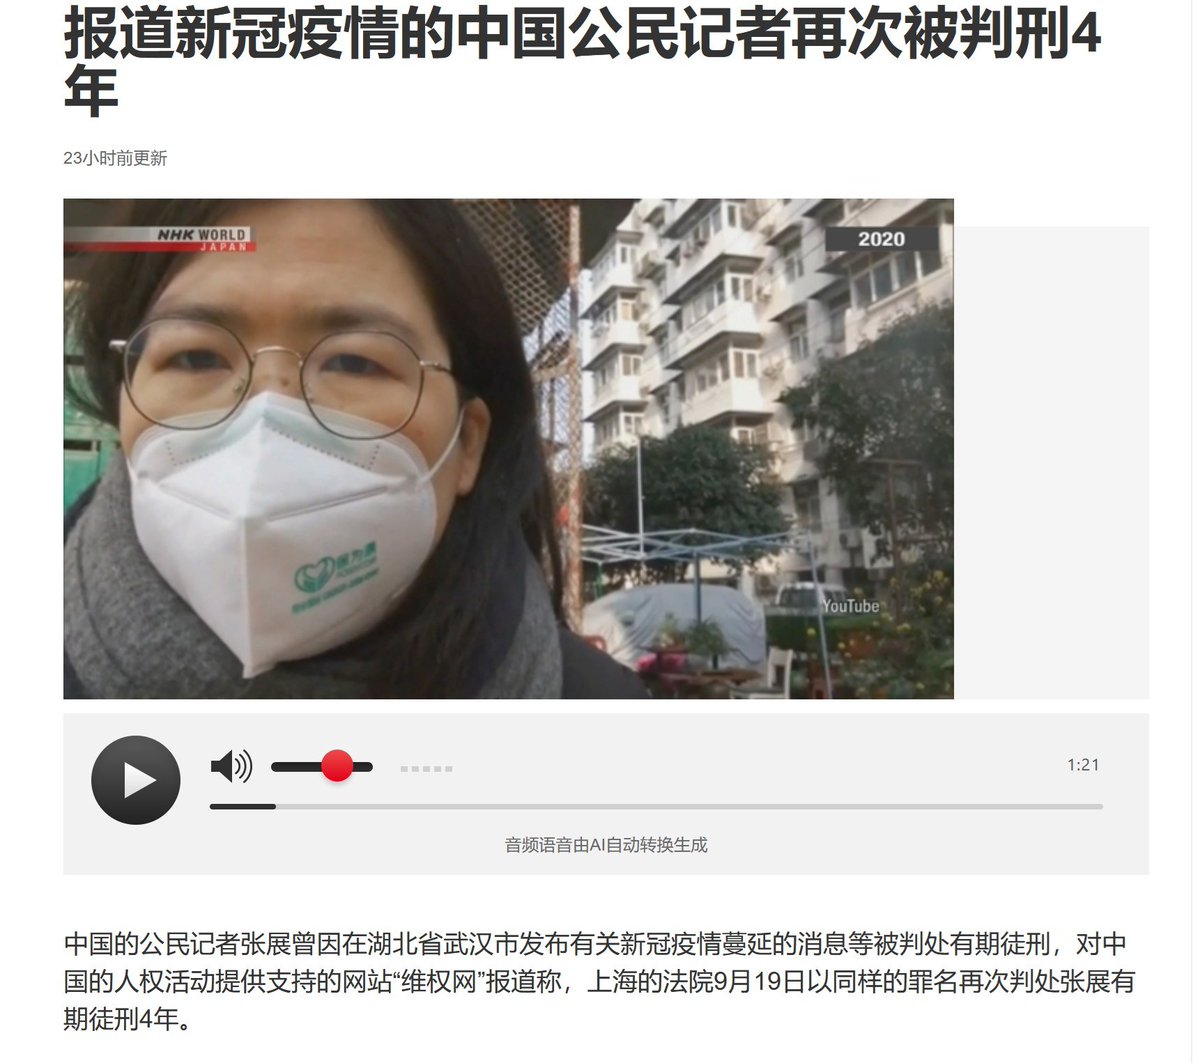 报道新冠疫情的中国公民记者再次被判刑4
年
23小时前更新
NHK WORLD
JAPAN
2020
YouTube
1:21
音频语音由AI自动转换生成
中国的公民记者张展曾因在湖北省武汉市发布有关新冠疫情蔓延的消息等被判处有期徒刑，对中
国的人权活动提供支持的网站“维权网”报道称，上海的法院9月19日以同样的罪名再次判处张展有
期徒刑4年。